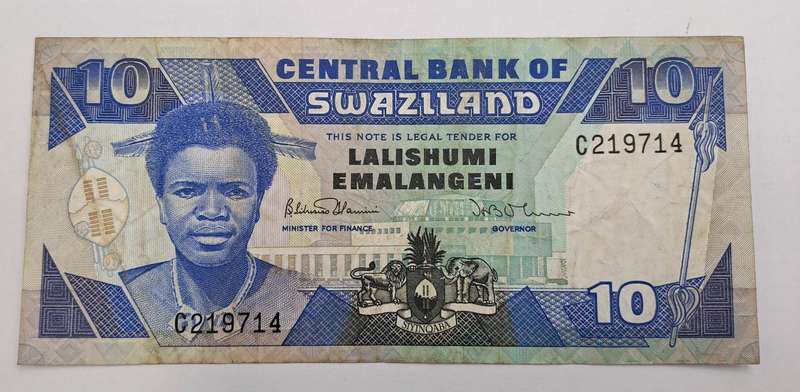 10
CENTRAL BANK OF
SWAZILAND
10
THIS NOTE IS LEGAL TENDER FOR
C219714
LALISHUMI
EMALANGENI
MINISTER FOR FINANCE
GOVERNOR
10
C219714
SIYINQABA